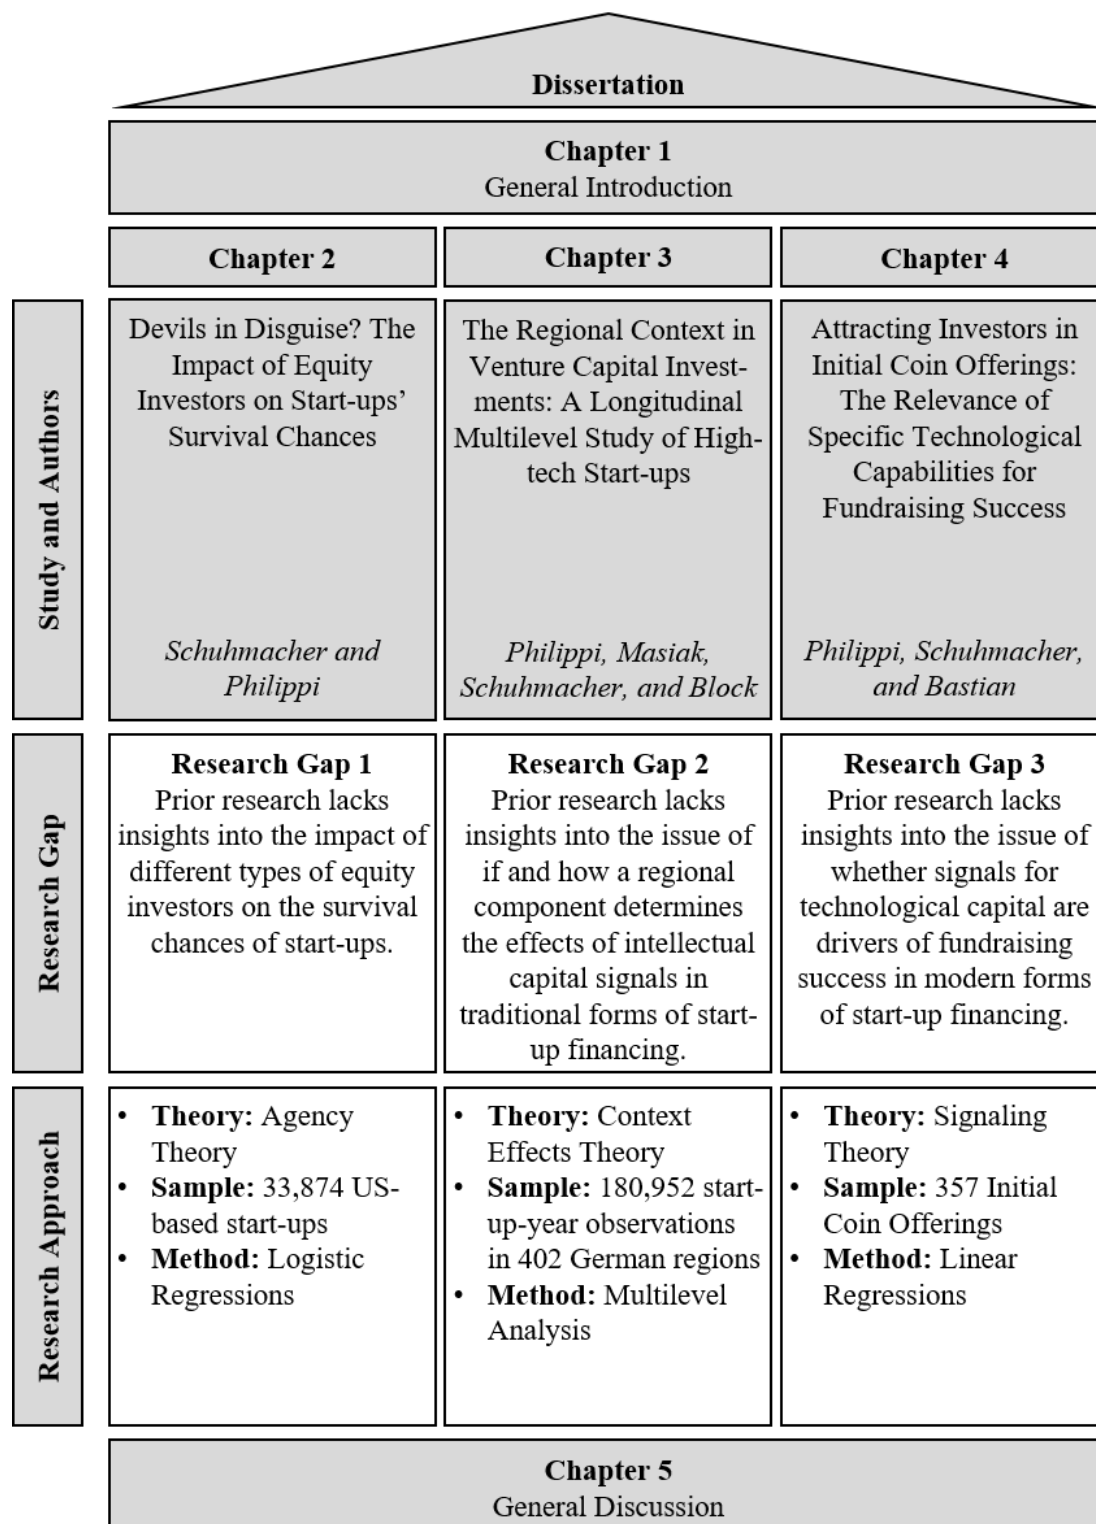 Dissertation
Chapter 1
General Introduction
Chapter 2
Chapter 3
Chapter 4
Study and Authors
Devils in Disguise? The
Impact of Equity
Investors on Start-ups’
Survival Chances
Schuhmacher and
Philippi
The Regional Context in
Venture Capital Invest-
ments: A Longitudinal
Multilevel Study of High-
tech Start-ups
Philippi, Masiak,
Schuhmacher, and Block
Attracting Investors in
Initial Coin Offerings:
The Relevance of
Specific Technological
Capabilities for
Fundraising Success
Philippi, Schuhmacher,
and Bastian
Research Gap
Research Gap 1
Prior research lacks
insights into the impact of
different types of equity
investors on the survival
chances of start-ups.
Research Gap 2
Prior research lacks
insights into the issue of
if and how a regional
component determines
the effects of intellectual
capital signals in
traditional forms of start-
up financing.
Research Gap 3
Prior research lacks
insights into the issue of
whether signals for
technological capital are
drivers of fundraising
success in modern forms
of start-up financing.
Research Approach
• Theory: Agency
Theory
• Sample: 33,874 US-
based start-ups
• Method: Logistic
Regressions
• Theory: Context
Effects Theory
• Sample: 180,952 start-
up-year observations
in 402 German regions
• Method: Multilevel
Analysis
• Theory: Signaling
Theory
• Sample: 357 Initial
Coin Offerings
• Method: Linear
Regressions
Chapter 5
General Discussion